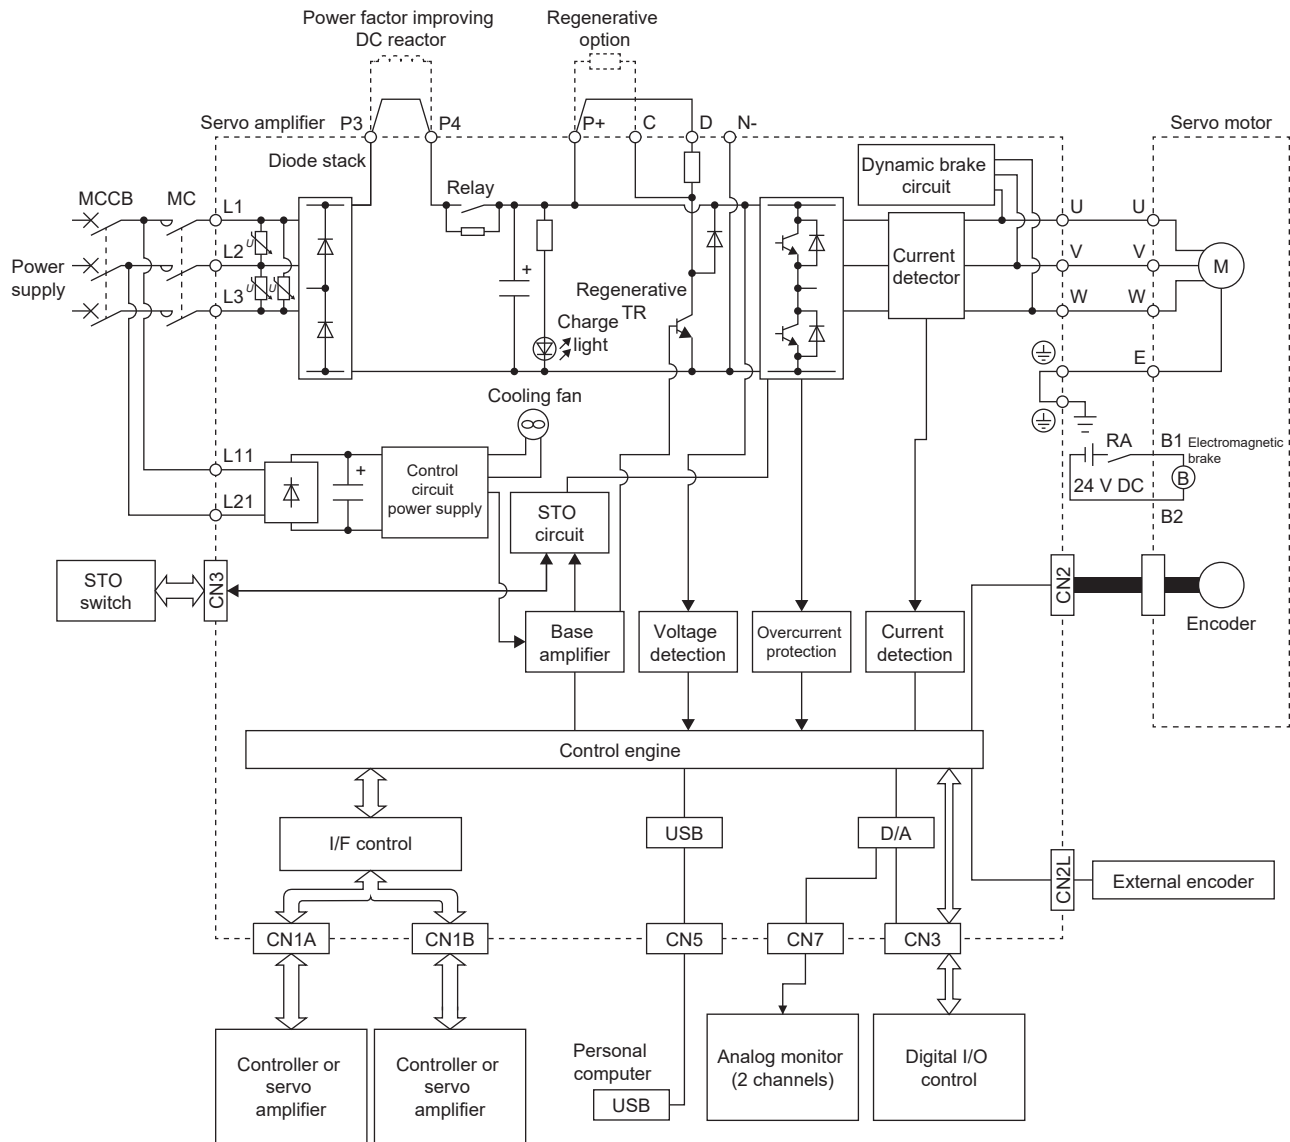 Power factor improving
DC reactor
Regenerative
option
Servo amplifier
P3
P4
P+
C
D
N-
Servo motor
Diode stack
Dynamic brake
circuit
MCCB
MC
Relay
L1
U
U
L2
Current
detector
V
V
M
Power
supply
L3
Regenerative
TR
W
W
U
U
U
+
Charge
light
E
Cooling fan
RA
B1
Electromagnetic
brake
L11
+
Control
circuit
power supply
24 V DC
B
L21
STO
circuit
B2
STO
switch
CN3
CN2
Encoder
Base
amplifier
Voltage
detection
Overcurrent
protection
Current
detection
Control engine
I/F control
USB
D/A
CN2L
External encoder
CN1A
CN1B
CN5
CN7
CN3
Controller or
servo
amplifier
Controller or
servo
amplifier
Personal
computer
USB
Analog monitor
(2 channels)
Digital I/O
control